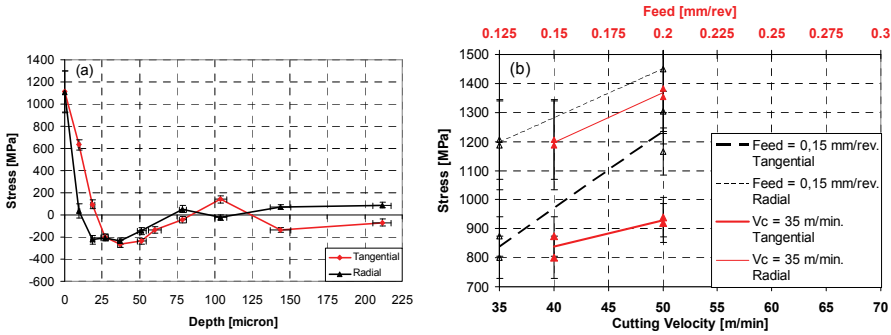 (a)
Stress [MPa]
1400
1200
1000
800
600
400
200
0
-200
-400
-600
0 25 50 75 100 125 150 175 200 225
Depth [micron]
Tangential
Radial
Feed [mm/rev]
0.125 0.15 0.175 0.2 0.225 0.25 0.275 0.3
(b)
Stress [MPa]
1500
1400
1300
1200
1100
1000
900
800
700
35 40 45 50 55 60 65 70
Cutting Velocity [m/min]
Feed = 0,15 mm/rev.
Tangential
Feed = 0,15 mm/rev.
Radial
Vc = 35 m/min.
Tangential
Vc = 35 m/min.
Radial